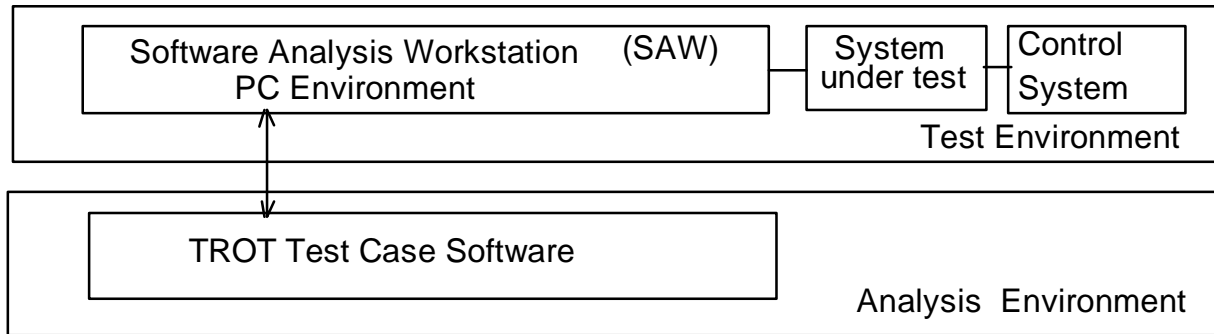 Software Analysis Workstation (SAW)
PC Environment
System
under test
Control
System
Test Environment
TROT Test Case Software
Analysis Environment